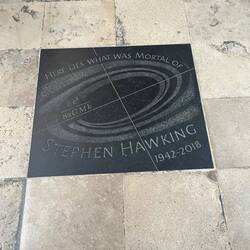 Here Lies What Was Mortal Of
STEPHEN HAWKING
1942-2018